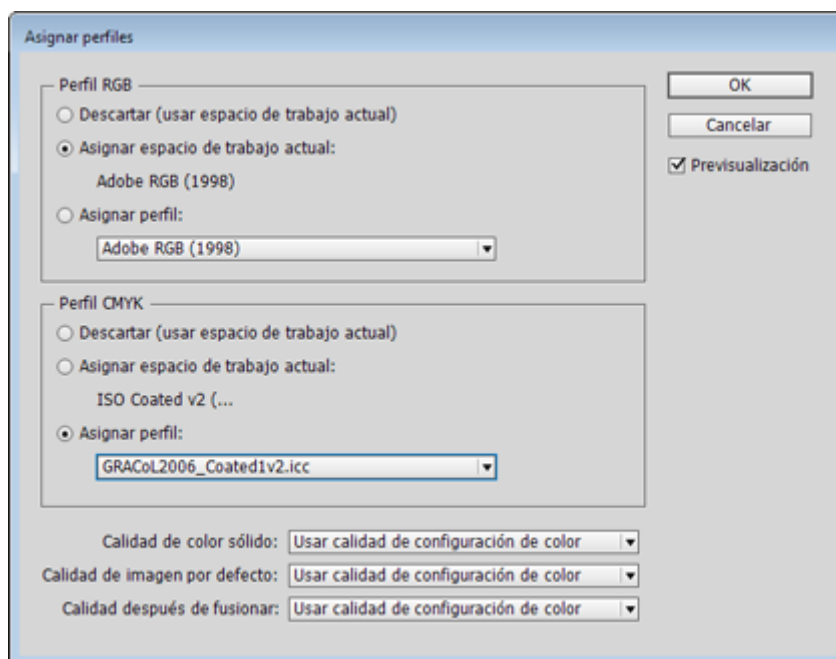 Asignar perfiles
Perfil RGB
Descartar (usar espacio de trabajo actual)
Asignar espacio de trabajo actual:
Adobe RGB (1998)
Asignar perfil:
Adobe RGB (1998)
OK
Cancelar
Previsualización
Perfil CMYK
Descartar (usar espacio de trabajo actual)
Asignar espacio de trabajo actual:
ISO Coated v2 (...
Asignar perfil:
GRACoL2006_Coated1v2.icc
Calidad de color sólido: Usar calidad de configuración de color
Calidad de imagen por defecto: Usar calidad de configuración de color
Calidad después de fusionar: Usar calidad de configuración de color